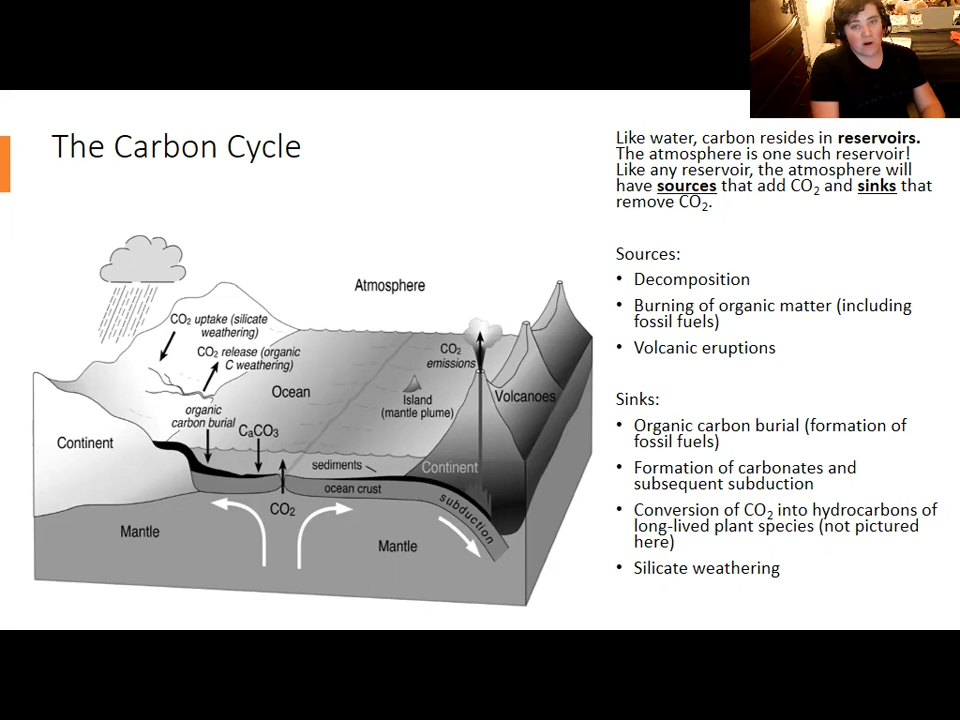 The Carbon Cycle
Like water, carbon resides in reservoirs.
The atmosphere is one such reservoir!
Like any reservoir, the atmosphere will
have sources that add CO₂ and sinks that
remove CO₂.
Sources:
• Decomposition
• Burning of organic matter (including
fossil fuels)
• Volcanic eruptions
Sinks:
• Organic carbon burial (formation of
fossil fuels)
• Formation of carbonates and
subsequent subduction
• Conversion of CO₂ into hydrocarbons of
long-lived plant species (not pictured
here)
• Silicate weathering
Atmosphere
CO₂ uptake (silicate
weathering)
CO₂ release (organic
C weathering)
CO₂
emissions
Ocean
Island
(mantle plume)
Volcanoes
organic
carbon burial
CaCO₃
Continent
sediments
Continent
ocean crust
subduction
CO₂
Mantle
Mantle